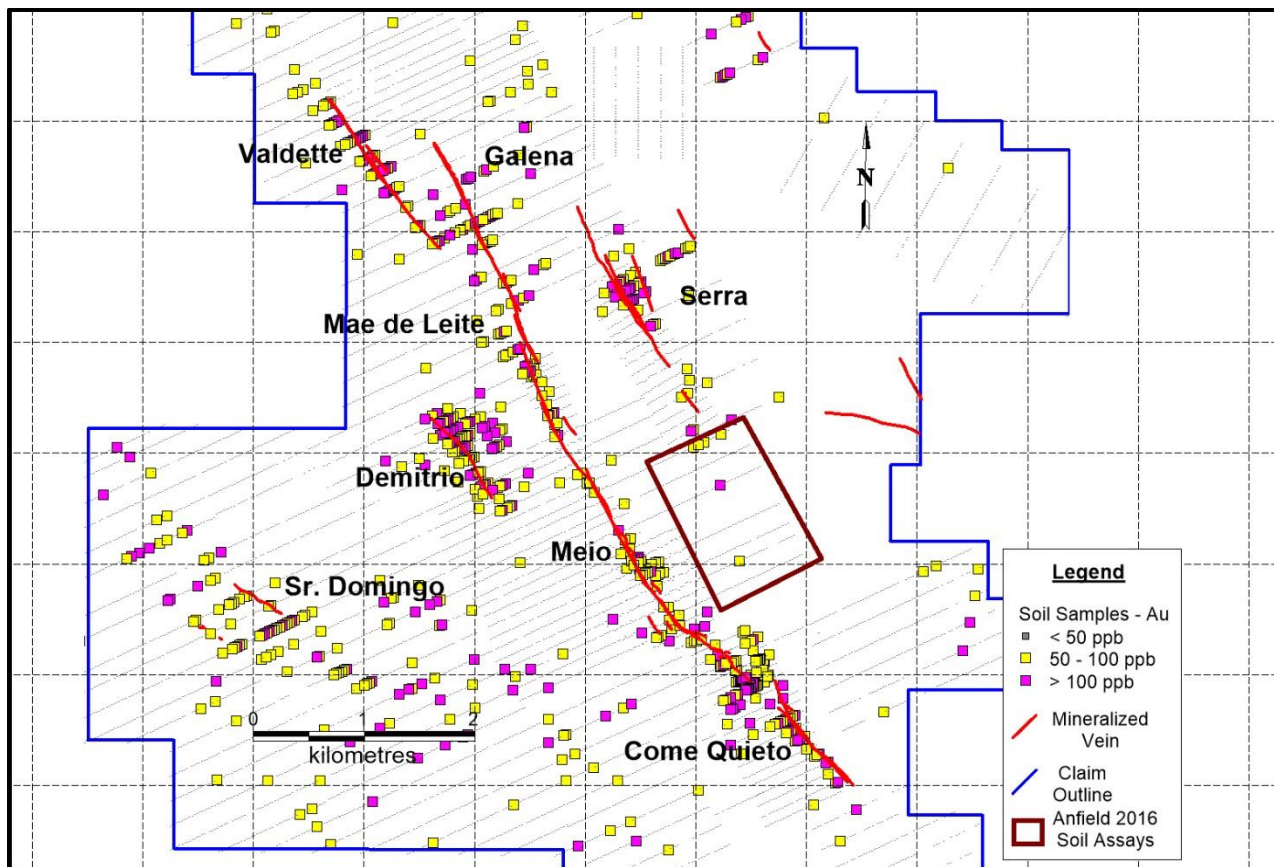 Valdette
Galena
N
Serra
Mae de Leite
Demitrio
Meio
Sr. Domingo
0
1
2
kilometres
Come Quieto
Legend
Soil Samples - Au
< 50 ppb
50 - 100 ppb
> 100 ppb
Mineralized
Vein
Claim
Outline
Anfield 2016
Soil Assays